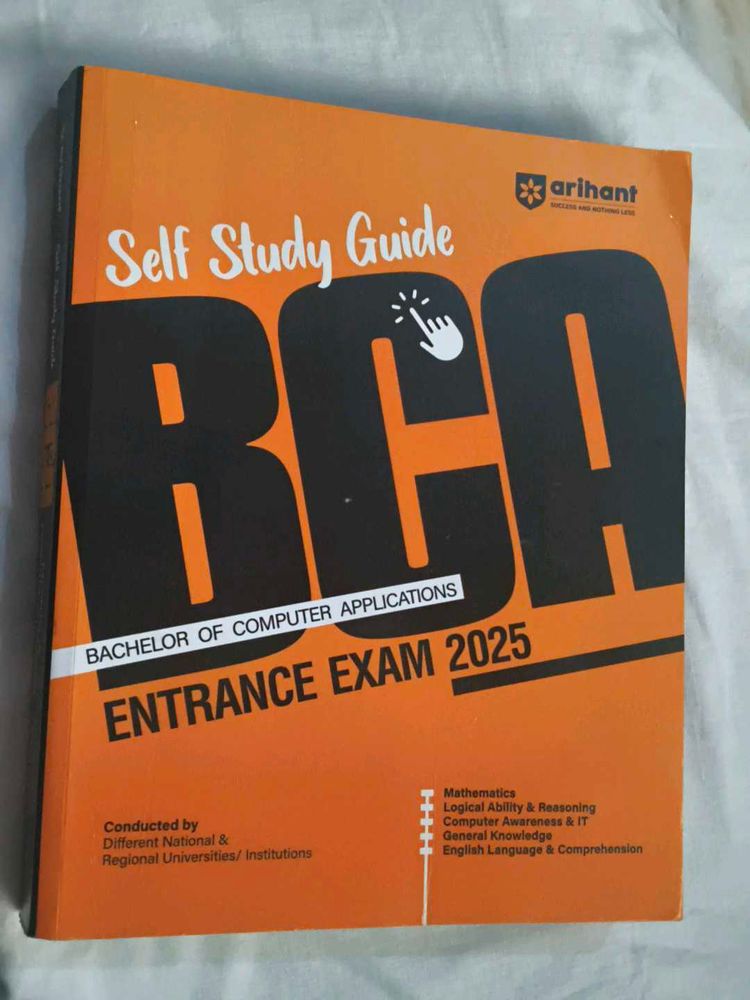 arihant
SUCCESS AND NOTHING LESS
Self Study Guide
BCA
BACHELOR OF COMPUTER APPLICATIONS
ENTRANCE EXAM 2025
Conducted by
Different National &
Regional Universities/ Institutions
Mathematics
Logical Ability & Reasoning
Computer Awareness & IT
General Knowledge
English Language & Comprehension